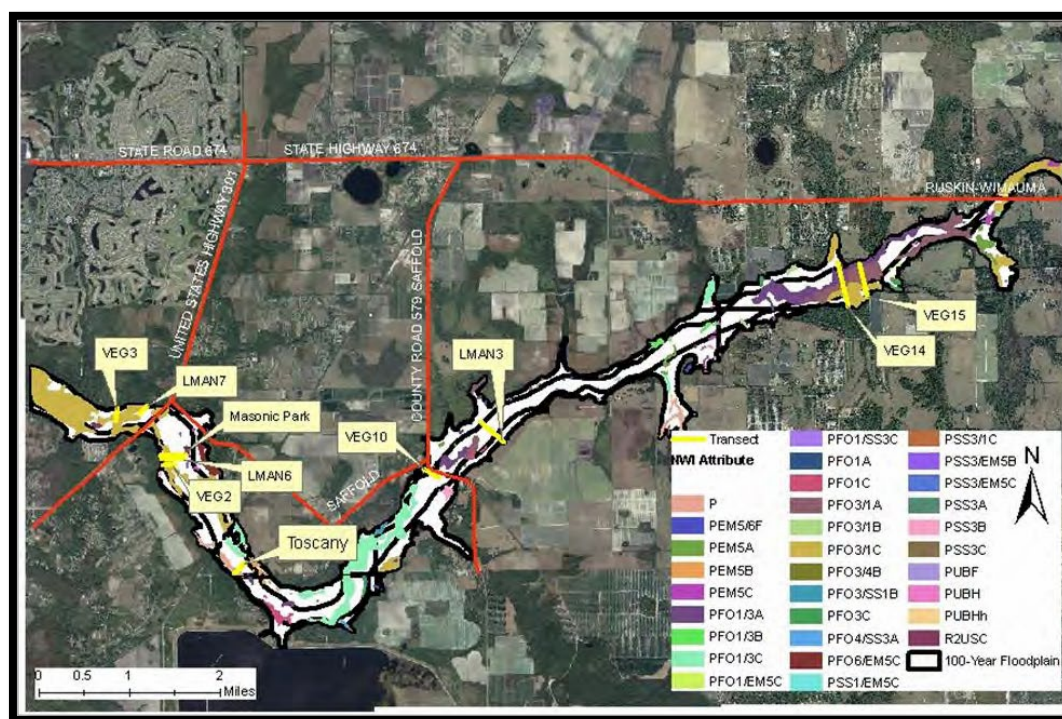 STATE ROAD 674
STATE HIGHWAY 674
UNITED STATES HIGHWAY 301
COUNTY ROAD 579 SAFFOLD
RUSKIN-WIMAUMA
SAFFOLD
VEG3
LMAN7
Masonic Park
LMAN6
VEG2
Toscany
VEG10
LMAN3
VEG15
VEG14
0 0.5 1 2
Miles
N
Transect
NWI Attribute
P
PEM5/6F
PEM5A
PEM5B
PEM5C
PFO1/3A
PFO1/3B
PFO1/3C
PFO1/EM5C
PFO1/SS3C
PFO1A
PFO1C
PFO3/1A
PFO3/1B
PFO3/1C
PFO3/4B
PFO3/SS1B
PFO3C
PFO4/SS3A
PFO6/EM5C
PSS1/EM5C
PSS3/1C
PSS3/EM5B
PSS3/EM5C
PSS3A
PSS3B
PSS3C
PUBF
PUBH
PUBHh
R2USC
100-Year Floodplain